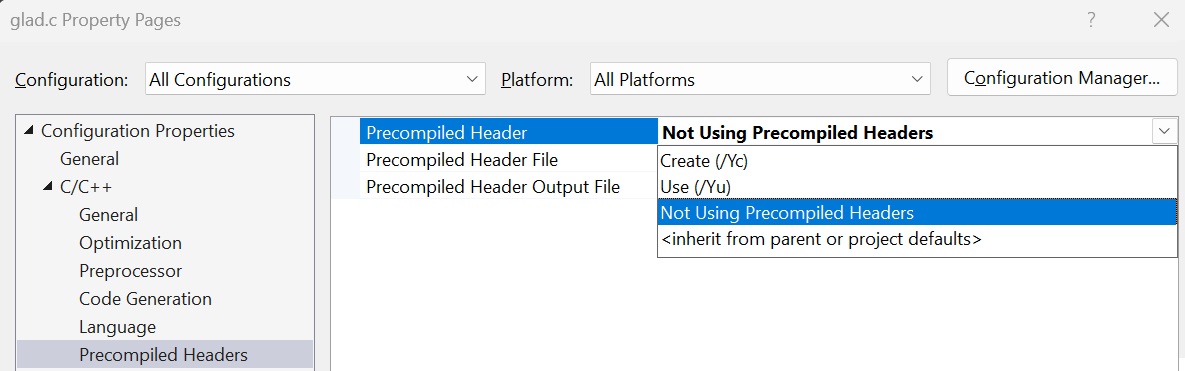 glad.c Property Pages
?
Configuration: All Configurations Platform: All Platforms Configuration Manager...
Configuration Properties
General
C/C++
General
Optimization
Preprocessor
Code Generation
Language
Precompiled Headers
Precompiled Header Not Using Precompiled Headers
Precompiled Header File
Precompiled Header Output File
Create (/Yc)
Use (/Yu)
Not Using Precompiled Headers
<inherit from parent or project defaults>